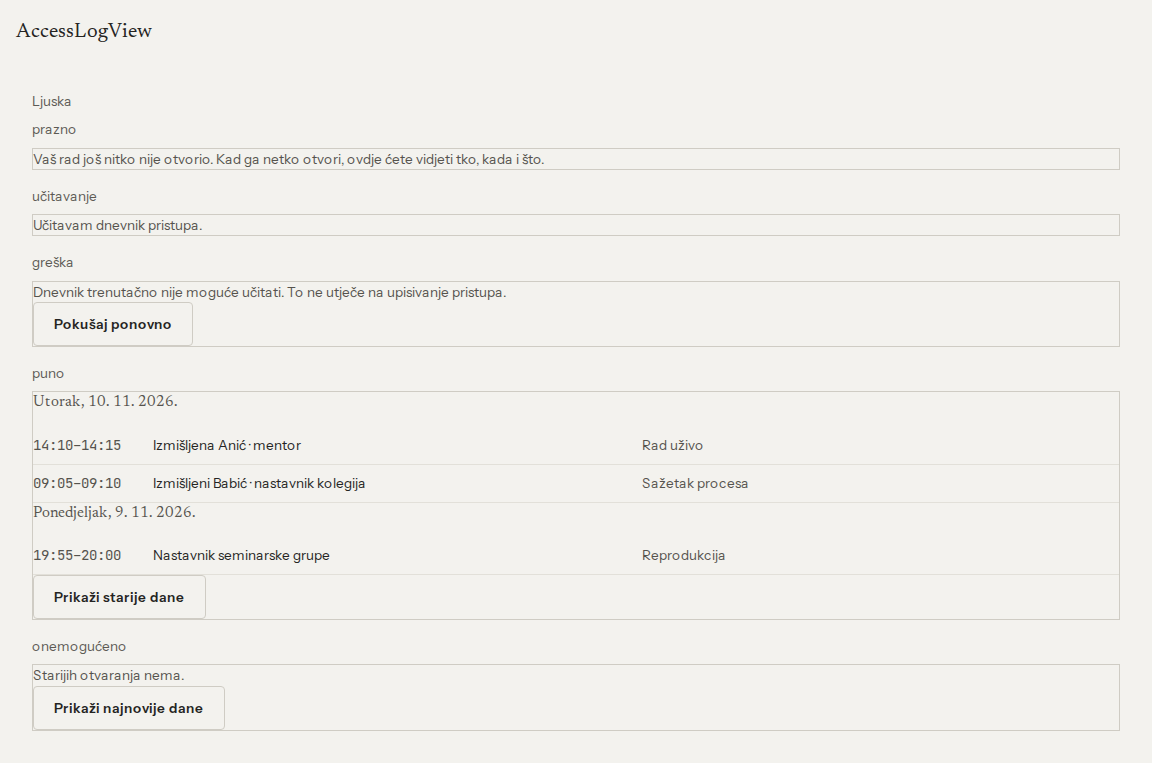 AccessLogView
Ljuska
prazno
Vaš rad još nitko nije otvorio. Kad ga netko otvori, ovdje ćete vidjeti tko, kada i što.
učitavanje
Učitavam dnevnik pristupa.
greška
Dnevnik trenutačno nije moguće učitati. To ne utječe na upisivanje pristupa.
Pokušaj ponovno
puno
Utorak, 10. 11. 2026.
14:10–14:15 Izmišljena Anić · mentor Rad uživo
09:05–09:10 Izmišljeni Babić · nastavnik kolegija Sažetak procesa
Ponedjeljak, 9. 11. 2026.
19:55–20:00 Nastavnik seminarske grupe Reprodukcija
Prikaži starije dane
onemogućeno
Starijih otvaranja nema.
Prikaži najnovije dane